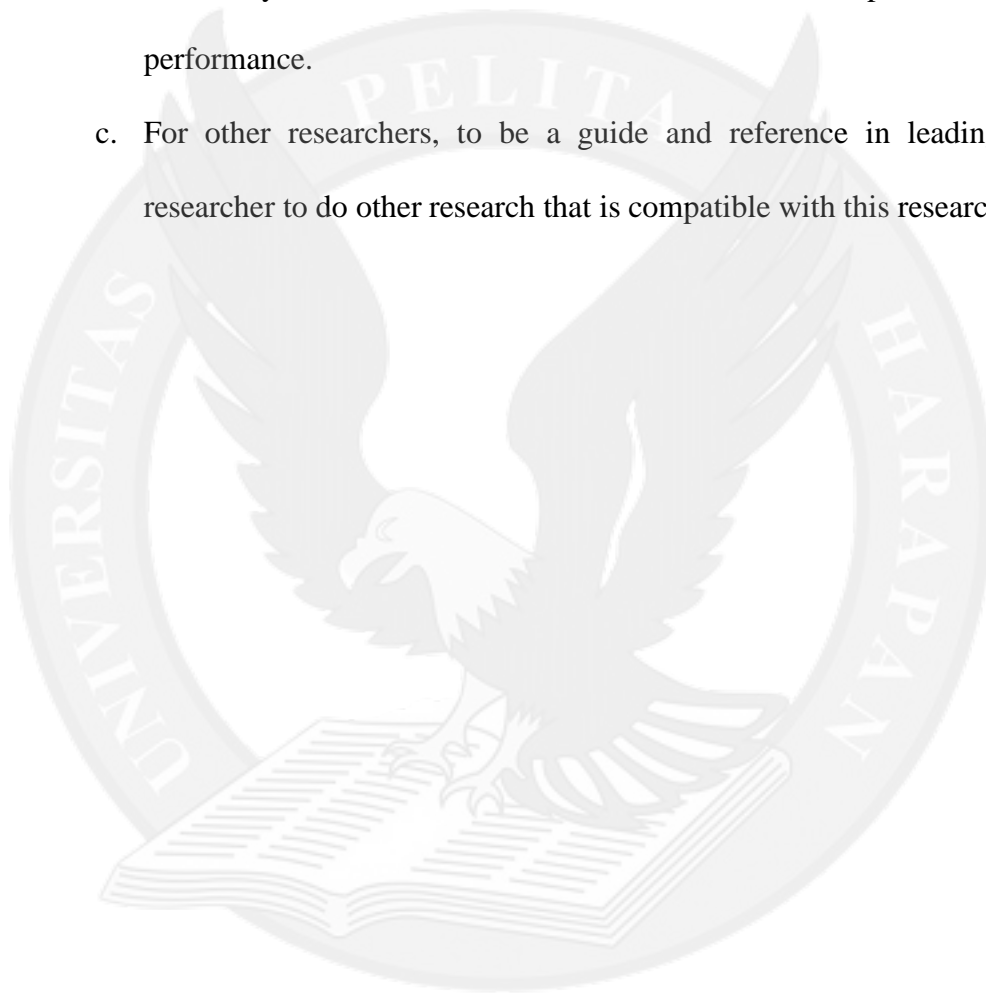 performance.
c. For other researchers, to be a guide and reference in leadin
researcher to do other research that is compatible with this researc
UNIVERSITAS PELITA HARAPAN